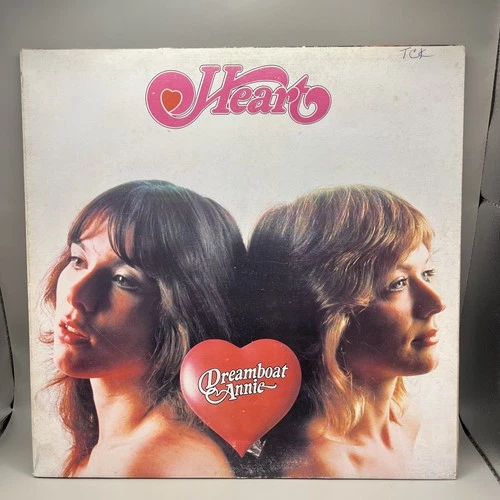 TCK
Heart
Dreamboat
Annie